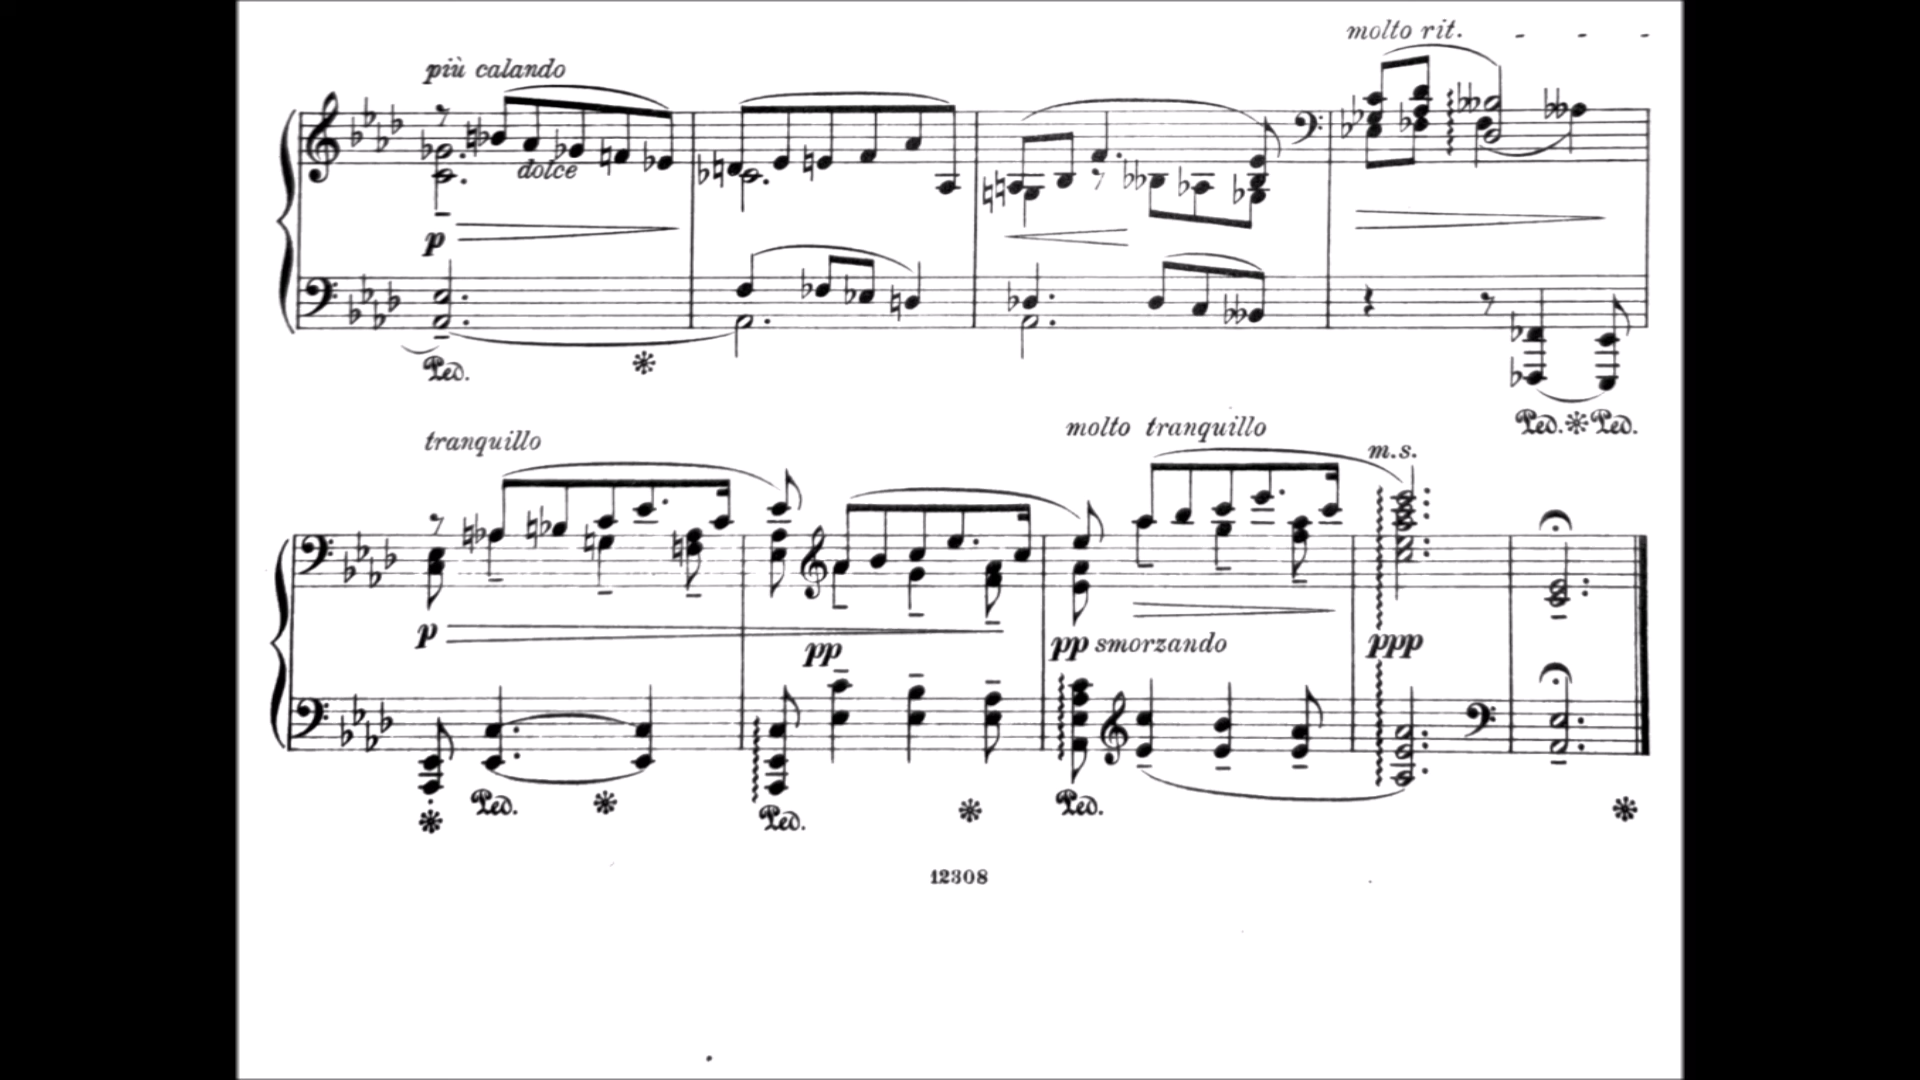 molto rit. - - -
più calando
dolce
p
Ped. *
Ped. * Ped.
tranquillo
molto tranquillo
m.s.
p
pp
pp smorzando
ppp
* Ped. * Ped. * Ped. *
12308